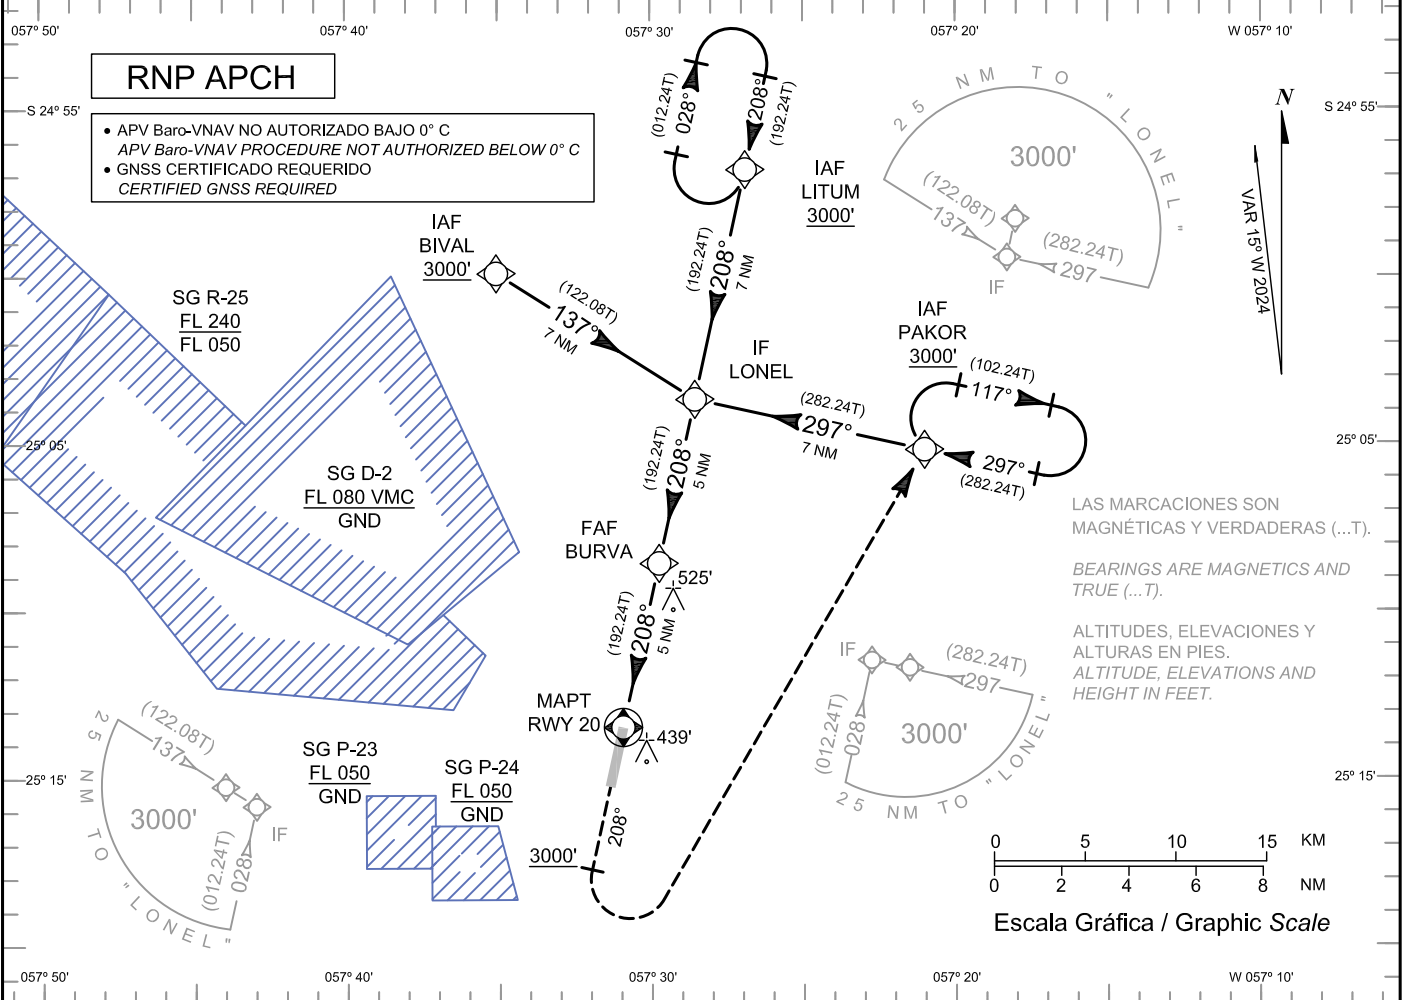 057° 50'
057° 40'
057° 30'
057° 20'
W 057° 10'
RNP APCH
S 24° 55'
S 24° 55'
• APV Baro-VNAV NO AUTORIZADO BAJO 0° C
APV Baro-VNAV PROCEDURE NOT AUTHORIZED BELOW 0° C
• GNSS CERTIFICADO REQUERIDO
CERTIFIED GNSS REQUIRED
(012.24T)
028°
208°
(192.24T)
IAF
LITUM
3000'
(192.24T)
208°
7 NM
25 NM TO "LONEL"
3000'
(122.08T)
137
(282.24T)
297
IF
N
VAR 15° W 2024
IAF
BIVAL
3000'
(122.08T)
137°
7 NM
SG R-25
FL 240
FL 050
IF
LONEL
IAF
PAKOR
3000'
(102.24T)
117°
(282.24T)
297°
7 NM
297°
(282.24T)
25° 05'
25° 05'
SG D-2
FL 080 VMC
GND
(192.24T)
208°
5 NM
LAS MARCACIONES SON
MAGNÉTICAS Y VERDADERAS (...T).
BEARINGS ARE MAGNETICS AND
TRUE (...T).
ALTITUDES, ELEVACIONES Y
ALTURAS EN PIES.
ALTITUDE, ELEVATIONS AND
HEIGHT IN FEET.
FAF
BURVA
525'
(192.24T)
208°
5 NM
MAPT
RWY 20
439'
IF
(282.24T)
297
(012.24T)
028
3000'
25 NM TO "LONEL"
(122.08T)
137
25 NM TO "LONEL"
3000'
IF
(012.24T)
028
SG P-23
FL 050
GND
SG P-24
FL 050
GND
25° 15'
25° 15'
208°
3000'
0 5 10 15 KM
0 2 4 6 8 NM
Escala Gráfica / Graphic Scale
057° 50'
057° 40'
057° 30'
057° 20'
W 057° 10'